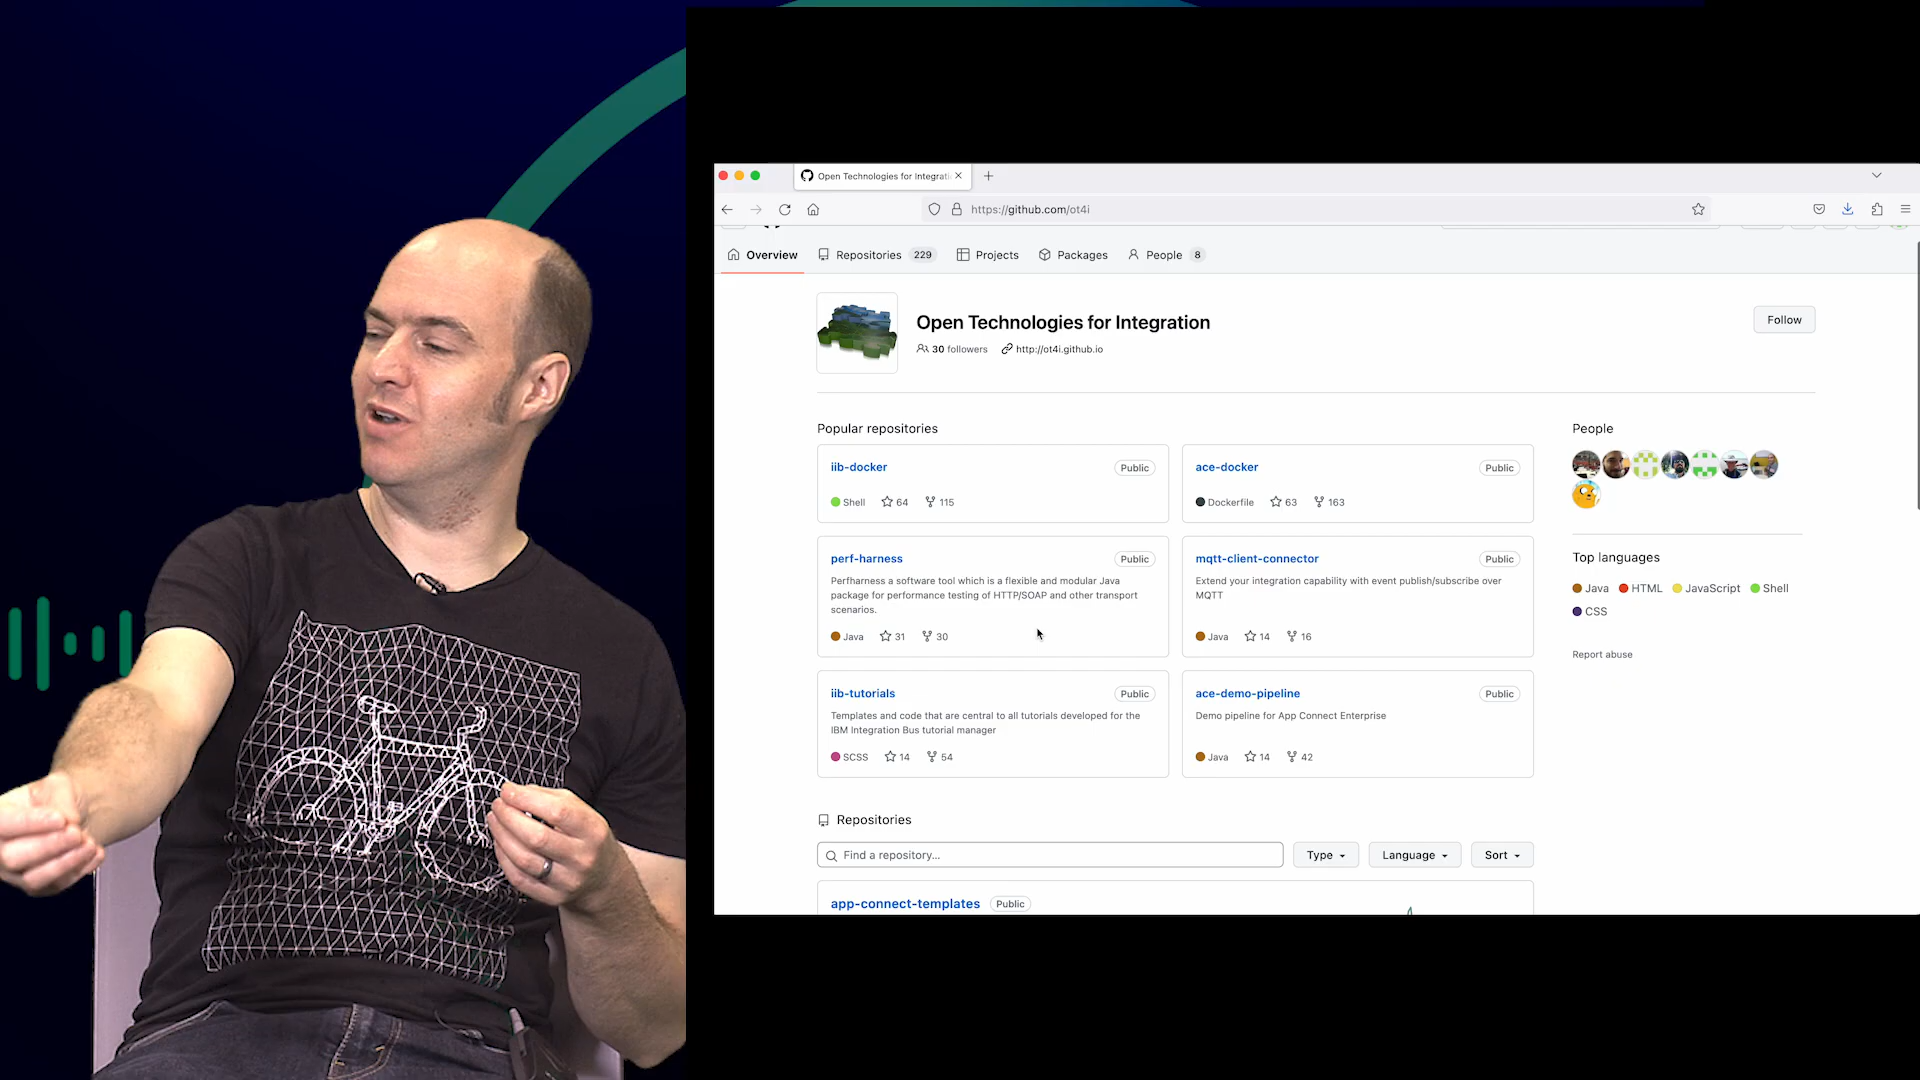 Open Technologies for Integrati
https://github.com/ot4i
Overview
Repositories 229
Projects
Packages
People 8
Open Technologies for Integration
30 followers
http://ot4i.github.io
Follow
Popular repositories
iib-docker
Public
Shell 64 115
ace-docker
Public
Dockerfile 63 163
perf-harness
Public
Perfharness a software tool which is a flexible and modular Java
package for performance testing of HTTP/SOAP and other transport
scenarios.
Java 31 30
mqtt-client-connector
Public
Extend your integration capability with event publish/subscribe over
MQTT
Java 14 16
iib-tutorials
Public
Templates and code that are central to all tutorials developed for the
IBM Integration Bus tutorial manager
SCSS 14 54
ace-demo-pipeline
Public
Demo pipeline for App Connect Enterprise
Java 14 42
People
Top languages
Java HTML JavaScript Shell
CSS
Report abuse
Repositories
Find a repository...
Type
Language
Sort
app-connect-templates Public